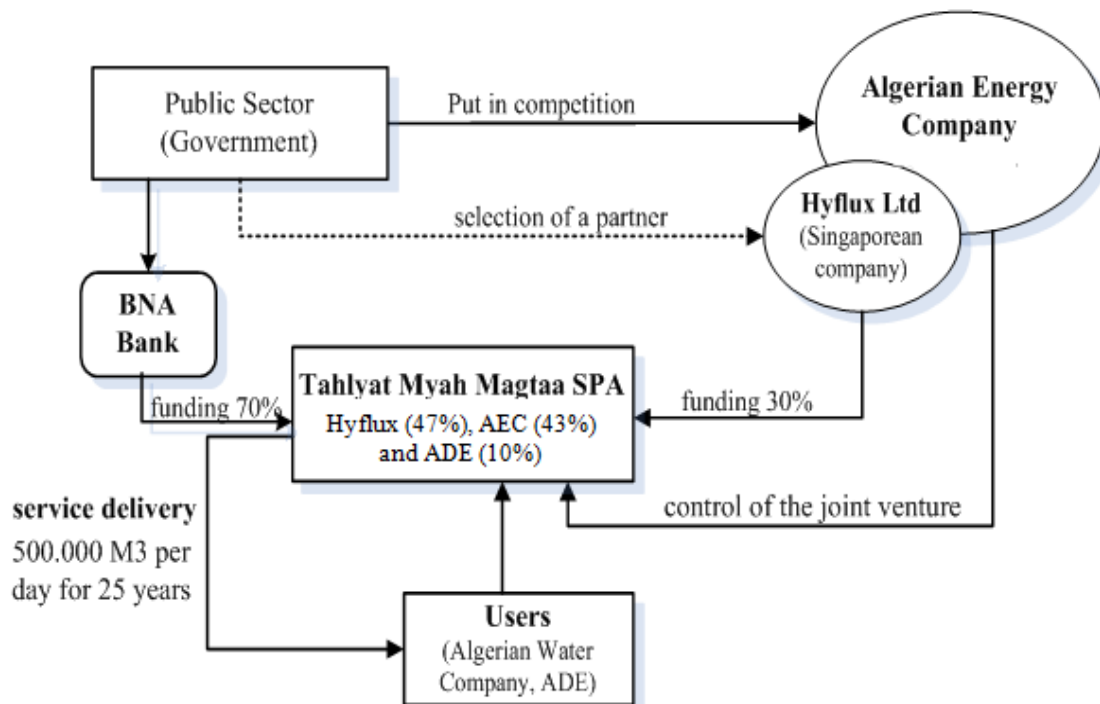 Public Sector
(Government)
Put in competition
Algerian Energy
Company
selection of a partner
Hyflux Ltd
(Singaporean
company)
BNA
Bank
funding 70%
Tahlyat Myah Magtaa SPA
Hyflux (47%), AEC (43%)
and ADE (10%)
funding 30%
control of the joint venture
service delivery
500.000 M3 per
day for 25 years
Users
(Algerian Water
Company, ADE)